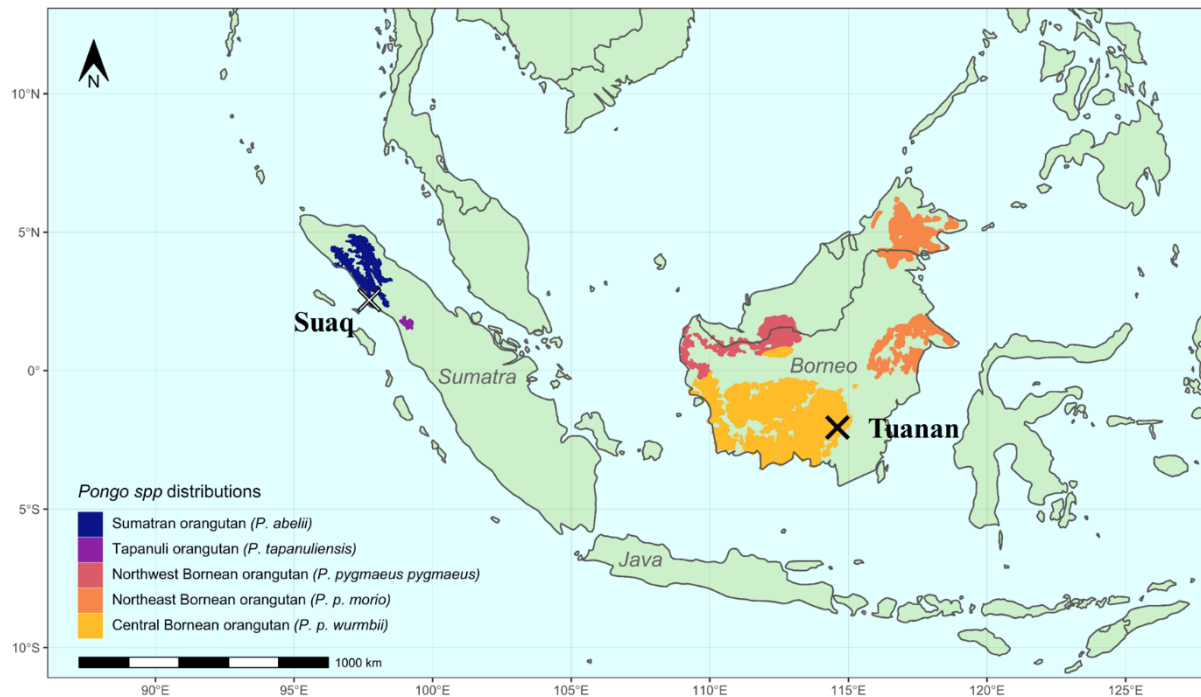 10°N
5°N
0°
5°S
10°S
N
Suaq
Sumatra
Borneo
Tuanan
Java
Pongo spp distributions
Sumatran orangutan (P. abelii)
Tapanuli orangutan (P. tapanuliensis)
Northwest Bornean orangutan (P. pygmaeus pygmaeus)
Northeast Bornean orangutan (P. p. morio)
Central Bornean orangutan (P. p. wurmbii)
1000 km
90°E 95°E 100°E 105°E 110°E 115°E 120°E 125°E